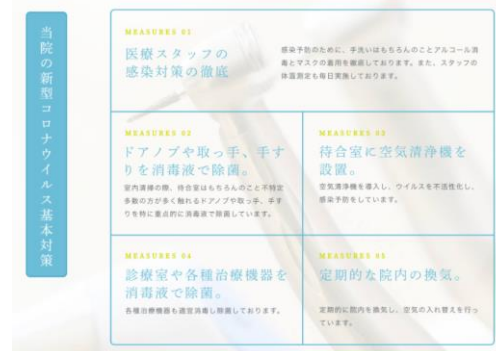 当院の新型コロナウイルス基本対策
MEASURES 01
医療スタッフの
感染対策の徹底
感染予防のために、手洗いはもちろんのことアルコール消
毒とマスクの着用を徹底しております。また、スタッフの
体温測定も毎日実施しております。
MEASURES 02
ドアノブや取っ手、手す
りを消毒液で除菌。
室内清掃の際、待合室はもちろんのこと不特定
多数の方が多く触れるドアノブや取っ手、手す
りを特に重点的に消毒液で除菌しています。
MEASURES 03
待合室に空気清浄機を
設置。
空気清浄機を導入し、ウイルスを不活性化し、
感染予防をしています。
MEASURES 04
診療室や各種治療機器を
消毒液で除菌。
各種治療機器も適宜消毒し除菌しております。
MEASURES 05
定期的な院内の換気。
定期的に院内を換気し、空気の入れ替えを行っ
ています。